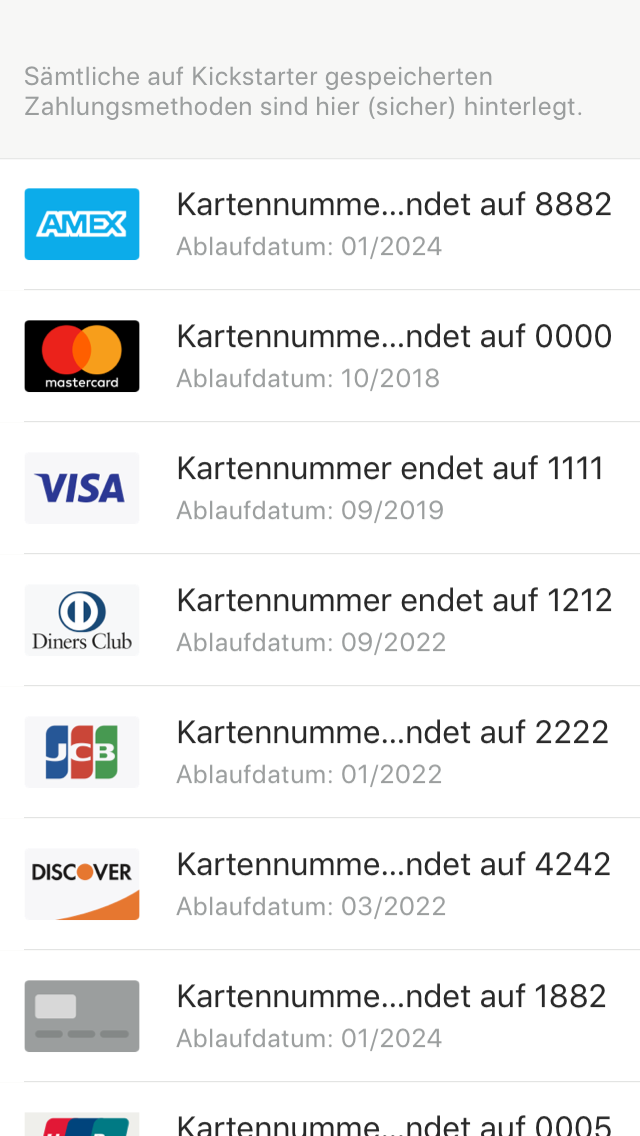 Sämtliche auf Kickstarter gespeicherten
Zahlungsmethoden sind hier (sicher) hinterlegt.
AMEX
Kartennumme...ndet auf 8882
Ablaufdatum: 01/2024
mastercard
Kartennumme...ndet auf 0000
Ablaufdatum: 10/2018
VISA
Kartennummer endet auf 1111
Ablaufdatum: 09/2019
Diners Club
Kartennummer endet auf 1212
Ablaufdatum: 09/2022
JCB
Kartennumme...ndet auf 2222
Ablaufdatum: 01/2022
DISCOVER
Kartennumme...ndet auf 4242
Ablaufdatum: 03/2022
Kartennumme...ndet auf 1882
Ablaufdatum: 01/2024
Kartennumme...ndet auf 0005